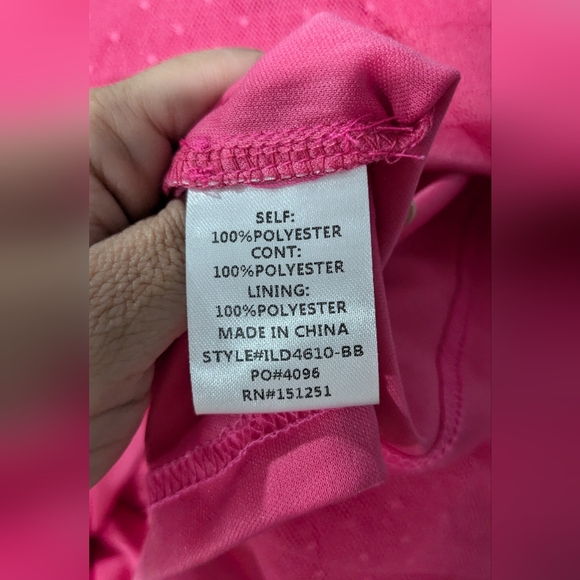 SELF:
100%POLYESTER
CONT:
100%POLYESTER
LINING:
100%POLYESTER
MADE IN CHINA
STYLE#ILD4610-BB
PO#4096
RN#151251